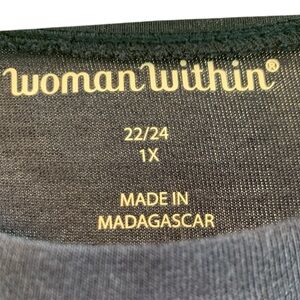 woman within®
22/24
1X
MADE IN
MADAGASCAR